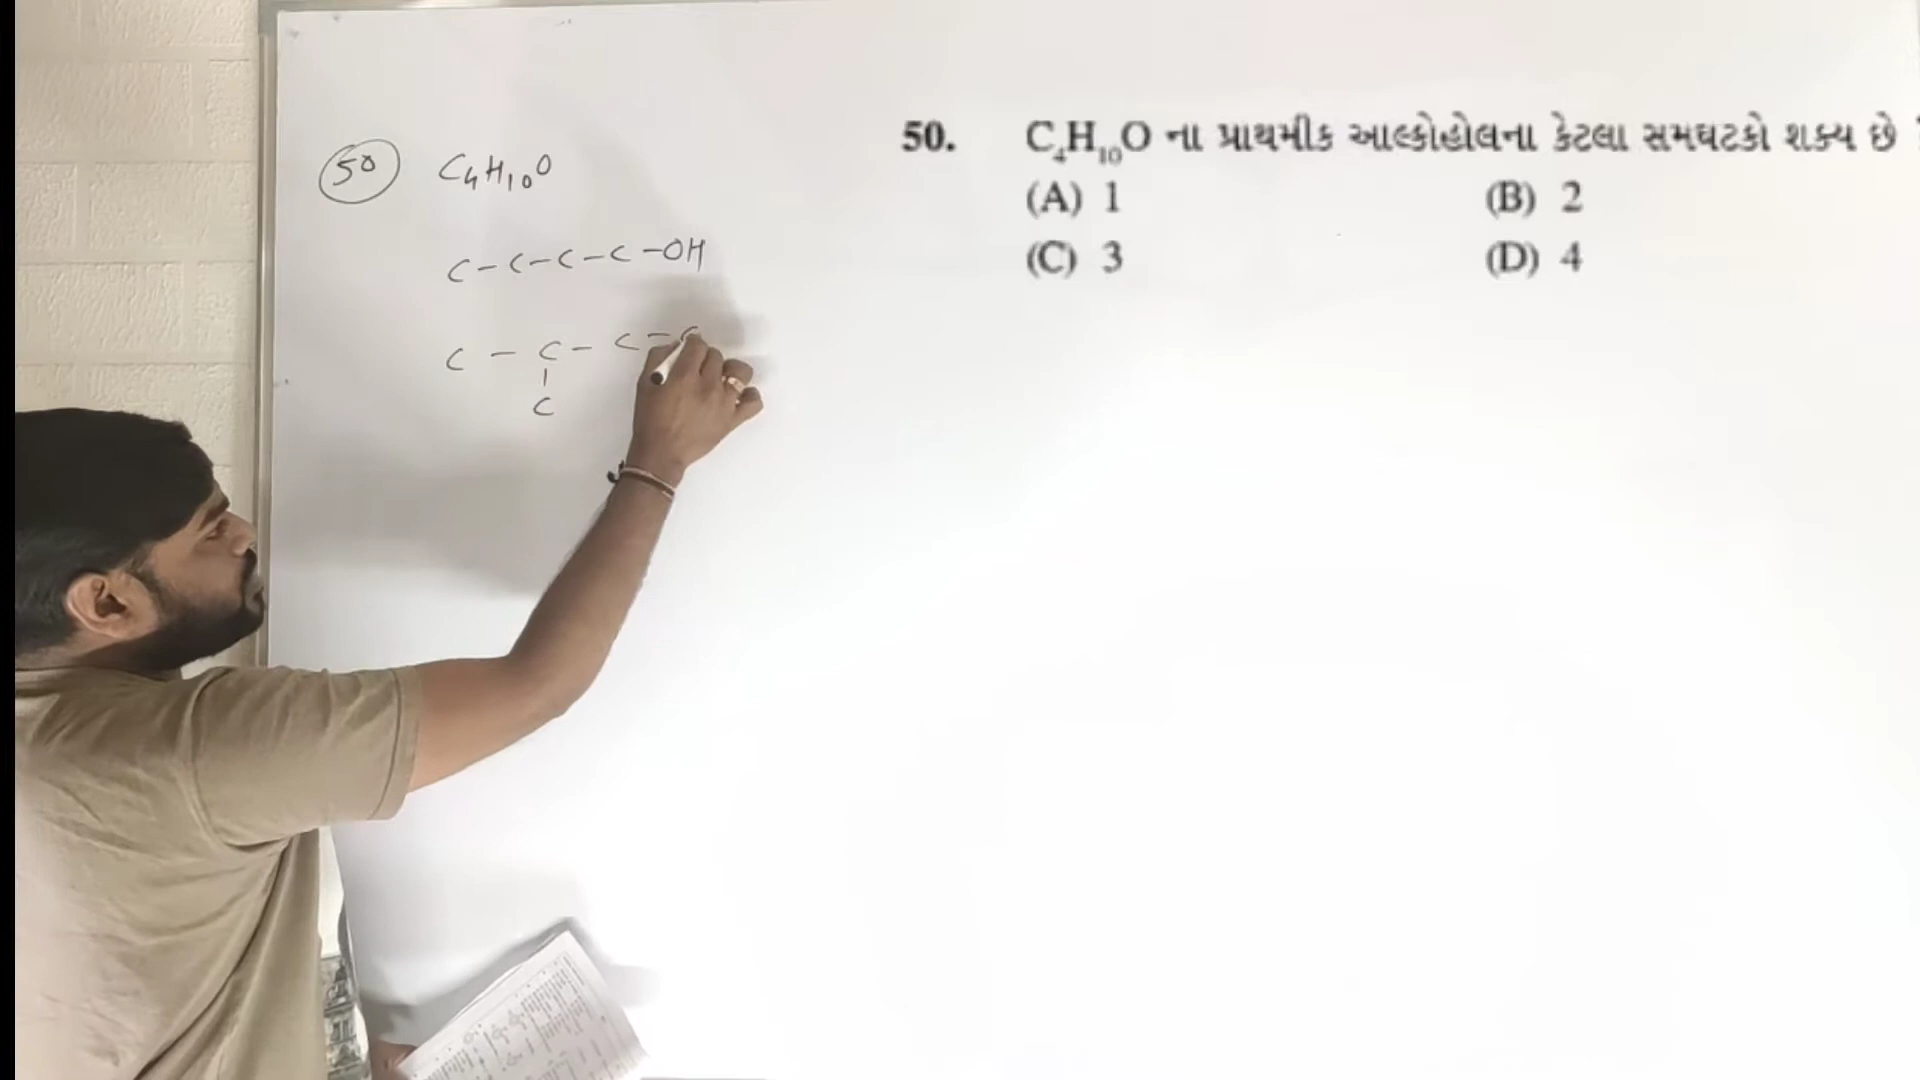 50 C₄H₁₀O
C-C-C-C-OH
C - C - C -
|
C
50. C₄H₁₀O ના પ્રાથમીક આલ્કોહોલના કેટલા સમઘટકો શક્ય છે
(A) 1 (B) 2
(C) 3 (D) 4